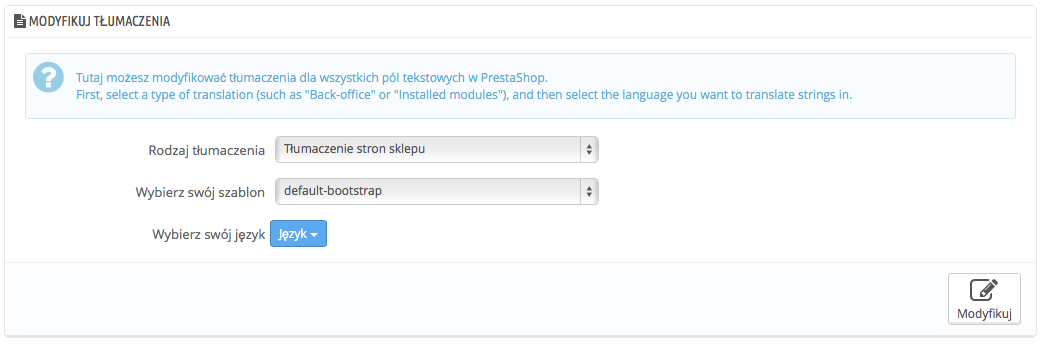 MODYFIKUJ TŁUMACZENIA
Tutaj możesz modyfikować tłumaczenia dla wszystkich pól tekstowych w PrestaShop.
First, select a type of translation (such as "Back-office" or "Installed modules"), and then select the language you want to translate strings in.
Rodzaj tłumaczenia Tłumaczenie stron sklepu
Wybierz swój szablon default-bootstrap
Wybierz swój język Język
Modyfikuj